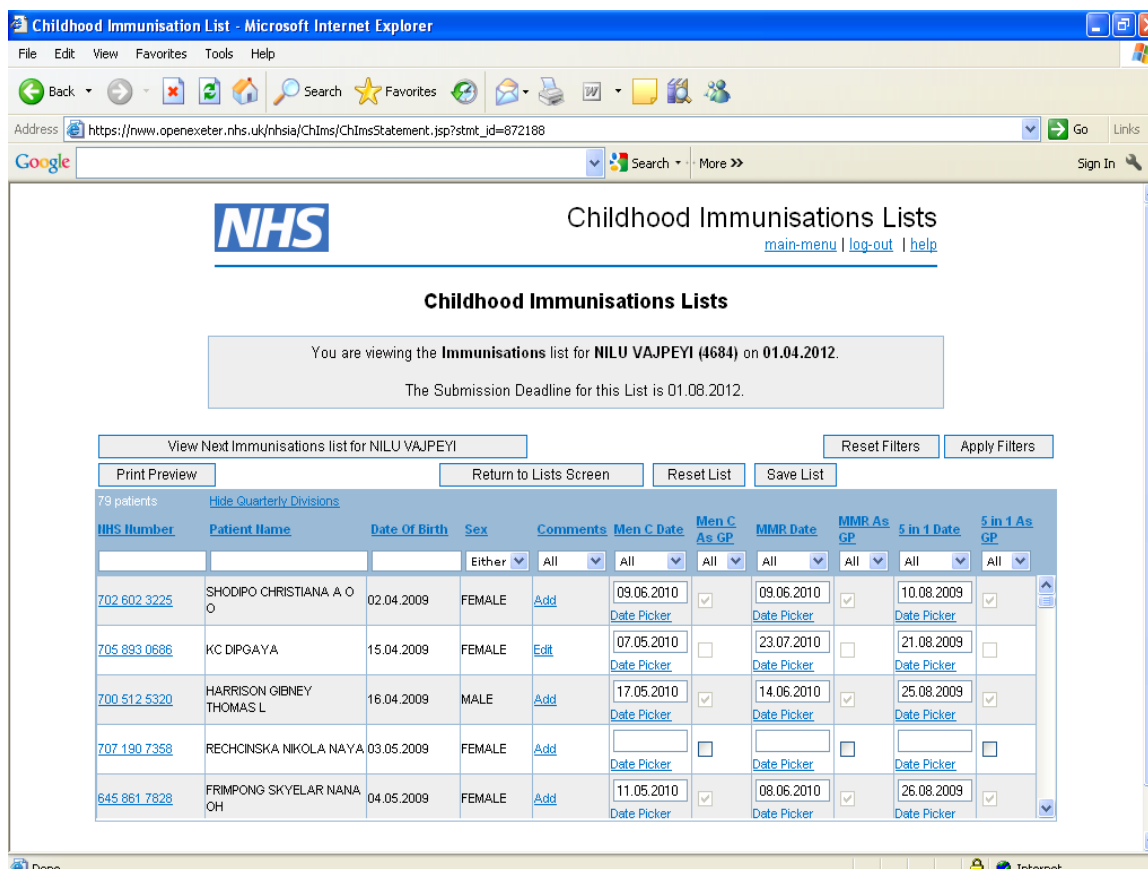 Childhood Immunisation List - Microsoft Internet Explorer
File Edit View Favorites Tools Help
Back Search Favorites
Address https://nww.openexeter.nhs.uk/nhsia/ChIms/ChImsStatement.jsp?stmt_id=872188 Go Links
Google Search More >> Sign In
NHS Childhood Immunisations Lists
main-menu | log-out | help
Childhood Immunisations Lists
You are viewing the Immunisations list for NILU VAJPEYI (4684) on 01.04.2012.
The Submission Deadline for this List is 01.08.2012.
View Next Immunisations list for NILU VAJPEYI Reset Filters Apply Filters
Print Preview Return to Lists Screen Reset List Save List
79 patients Hide Quarterly Divisions
NHS Number Patient Name Date Of Birth Sex Comments Men C Date Men C As GP MMR Date MMR As GP 5 in 1 Date 5 in 1 As GP
Either All All All All All All All
702 602 3225 SHODIPO CHRISTIANA A O O 02.04.2009 FEMALE Add 09.06.2010 09.06.2010 10.08.2009
Date Picker Date Picker Date Picker
705 893 0686 KC DIPGAYA 15.04.2009 FEMALE Edit 07.05.2010 23.07.2010 21.08.2009
Date Picker Date Picker Date Picker
700 512 5320 HARRISON GIBNEY THOMAS L 16.04.2009 MALE Add 17.05.2010 14.06.2010 25.08.2009
Date Picker Date Picker Date Picker
707 190 7358 RECHCINSKA NIKOLA NAYA 03.05.2009 FEMALE Add
Date Picker Date Picker Date Picker
645 861 7828 FRIMPONG SKYELAR NANA OH 04.05.2009 FEMALE Add 11.05.2010 08.06.2010 26.08.2009
Date Picker Date Picker Date Picker
Done Internet